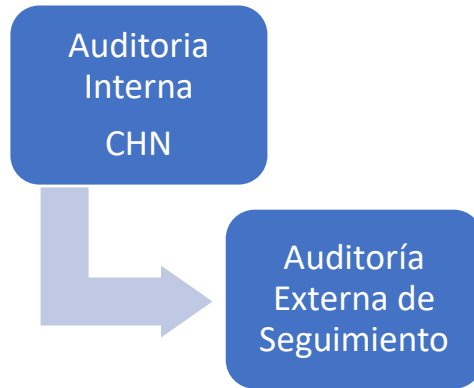 Auditoria
Interna
CHN
Auditoría
Externa de
Seguimiento